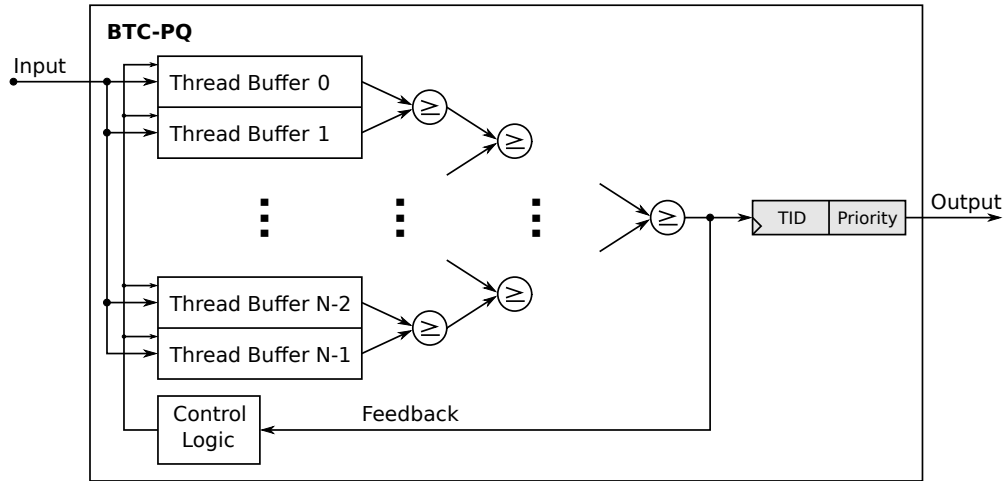 BTC-PQ
Input
Thread Buffer 0
Thread Buffer 1
≥
≥
≥
TID
Priority
Output
Thread Buffer N-2
Thread Buffer N-1
≥
≥
Control
Logic
Feedback